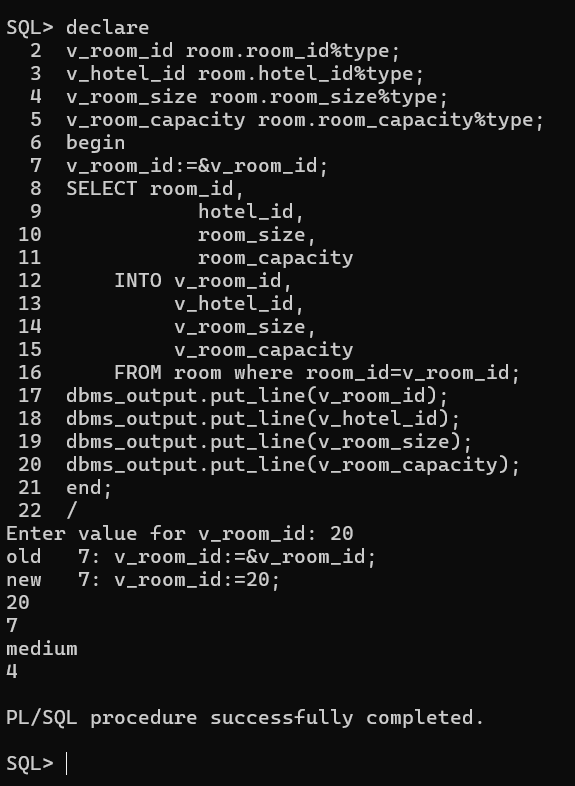 SQL> declare
  2  v_room_id room.room_id%type;
  3  v_hotel_id room.hotel_id%type;
  4  v_room_size room.room_size%type;
  5  v_room_capacity room.room_capacity%type;
  6  begin
  7  v_room_id:=&v_room_id;
  8  SELECT room_id,
  9             hotel_id,
 10             room_size,
 11             room_capacity
 12      INTO v_room_id,
 13           v_hotel_id,
 14           v_room_size,
 15           v_room_capacity
 16      FROM room where room_id=v_room_id;
 17  dbms_output.put_line(v_room_id);
 18  dbms_output.put_line(v_hotel_id);
 19  dbms_output.put_line(v_room_size);
 20  dbms_output.put_line(v_room_capacity);
 21  end;
 22  /
Enter value for v_room_id: 20
old   7: v_room_id:=&v_room_id;
new   7: v_room_id:=20;
20
7
medium
4
PL/SQL procedure successfully completed.
SQL>